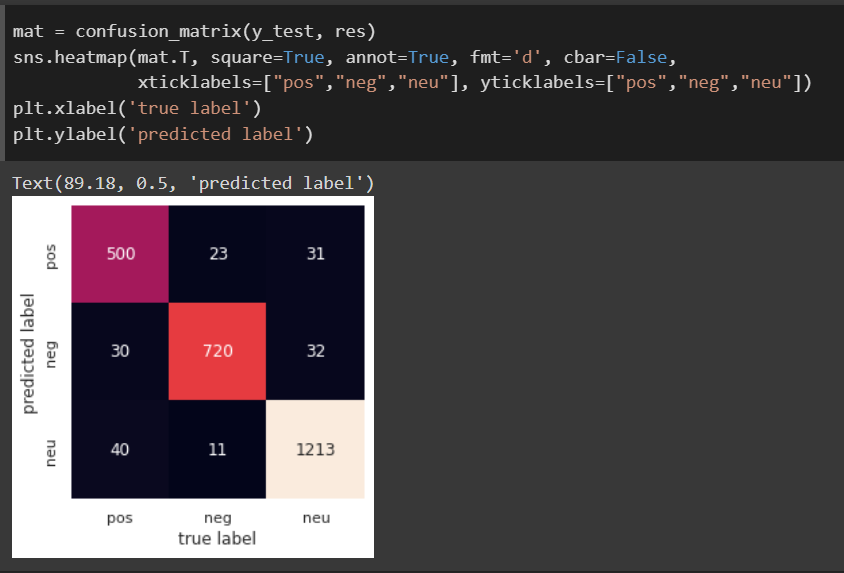 mat = confusion_matrix(y_test, res)
sns.heatmap(mat.T, square=True, annot=True, fmt='d', cbar=False,
            xticklabels=["pos","neg","neu"], yticklabels=["pos","neg","neu"])
plt.xlabel('true label')
plt.ylabel('predicted label')
Text(89.18, 0.5, 'predicted label')
predicted label
pos 500 23 31
neg 30 720 32
neu 40 11 1213
pos neg neu
true label